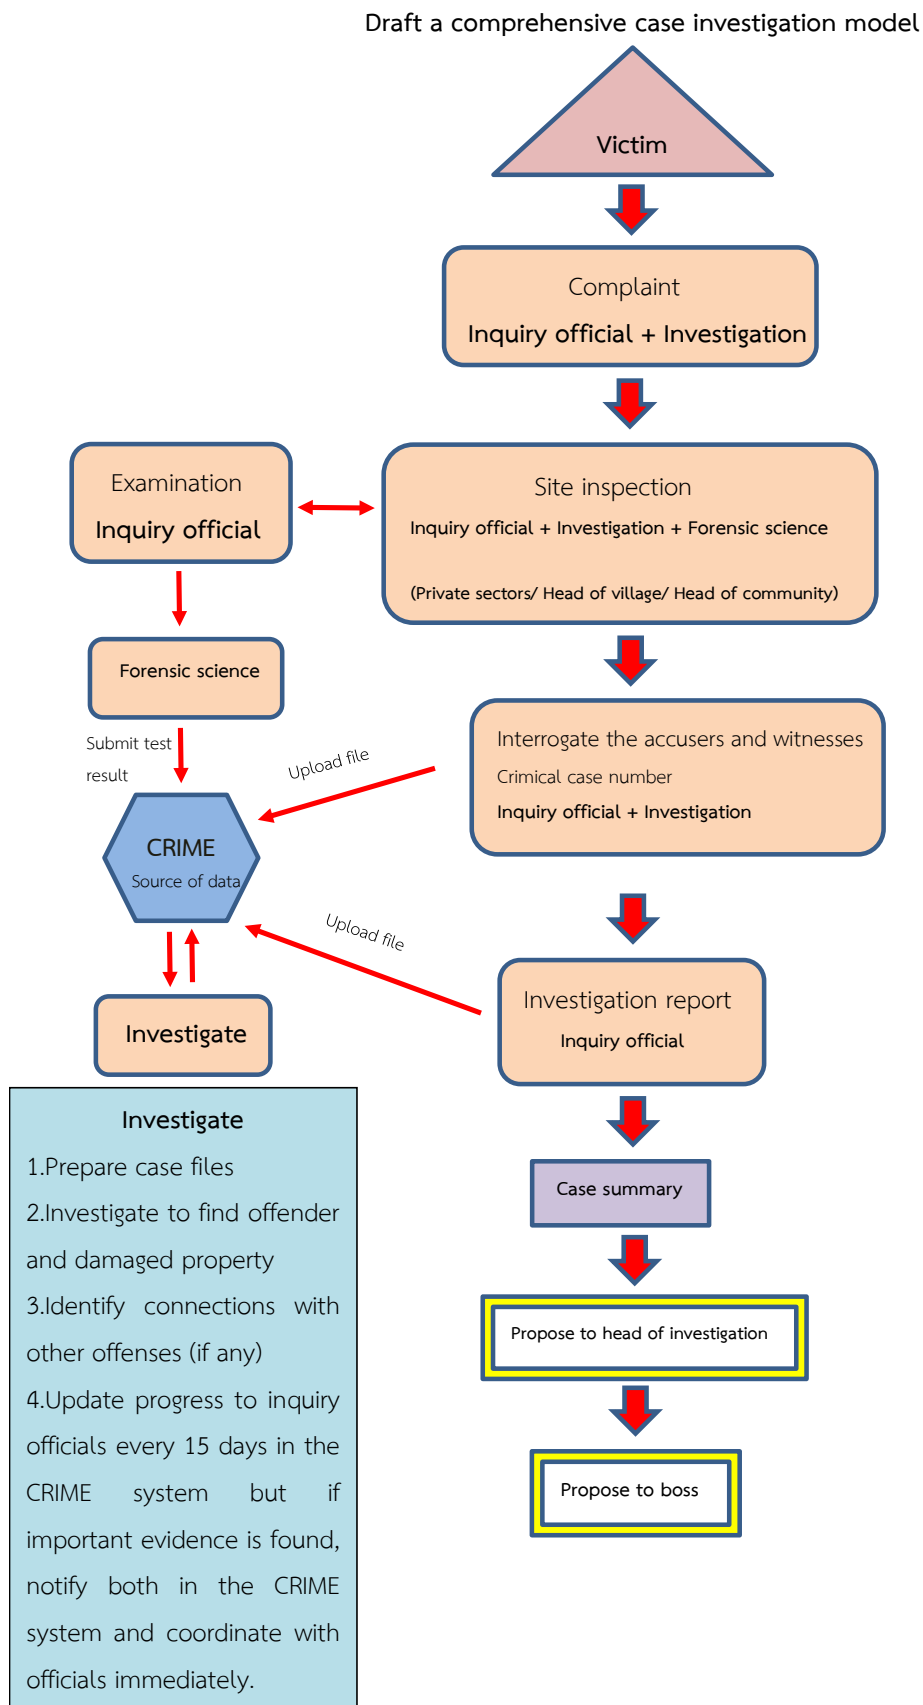 Draft a comprehensive case investigation model
Victim
Complaint
Inquiry official + Investigation
Examination
Inquiry official
Site inspection
Inquiry official + Investigation + Forensic science
(Private sectors/ Head of village/ Head of community)
Forensic science
Submit test
result
Upload file
Interrogate the accusers and witnesses
Crimical case number
Inquiry official + Investigation
CRIME
Source of data
Upload file
Investigate
Investigation report
Inquiry official
Case summary
Propose to head of investigation
Propose to boss
Investigate
1.Prepare case files
2.Investigate to find offender
and damaged property
3.Identify connections with
other offenses (if any)
4.Update progress to inquiry
officials every 15 days in the
CRIME system but if
important evidence is found,
notify both in the CRIME
system and coordinate with
officials immediately.